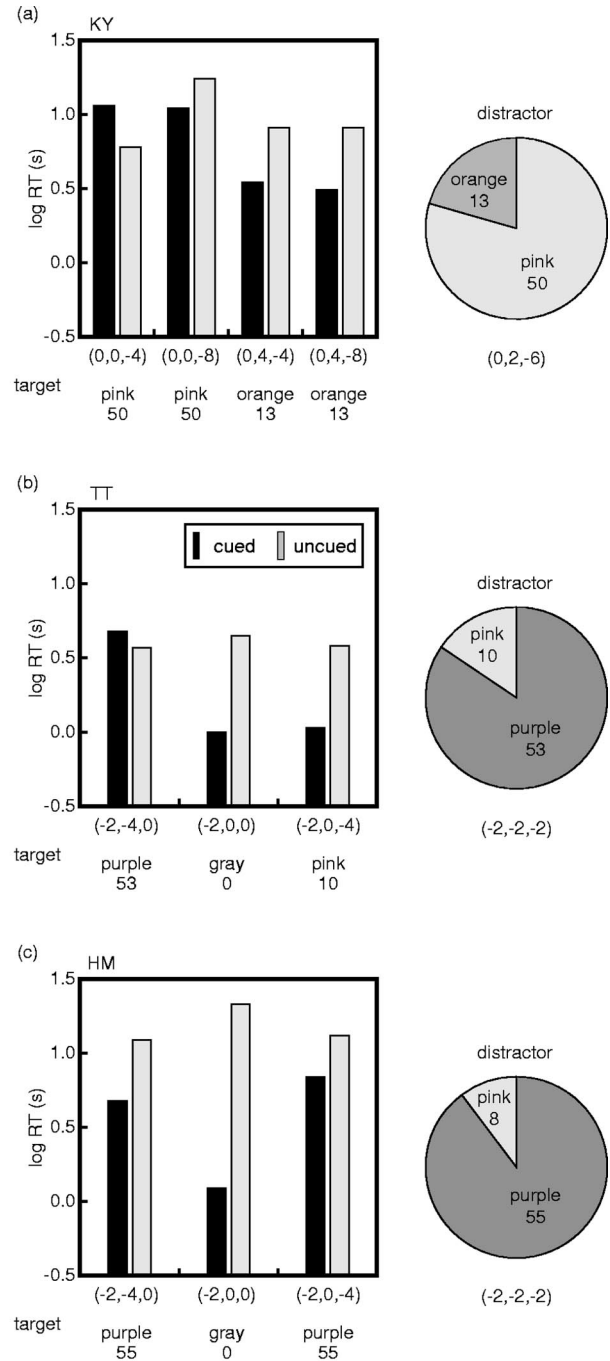 (a)
KY
1.5
1.0
0.5
0.0
-0.5
log RT (s)
(0,0,-4) (0,0,-8) (0,4,-4) (0,4,-8)
target
pink pink orange orange
50 50 13 13
distractor
orange
13
pink
50
(0,2,-6)
(b)
TT
1.5
1.0
0.5
0.0
-0.5
log RT (s)
cued uncued
(-2,-4,0) (-2,0,0) (-2,0,-4)
target
purple gray pink
53 0 10
distractor
pink
10
purple
53
(-2,-2,-2)
(c)
HM
1.5
1.0
0.5
0.0
-0.5
log RT (s)
(-2,-4,0) (-2,0,0) (-2,0,-4)
target
purple gray purple
55 0 55
distractor
pink
8
purple
55
(-2,-2,-2)